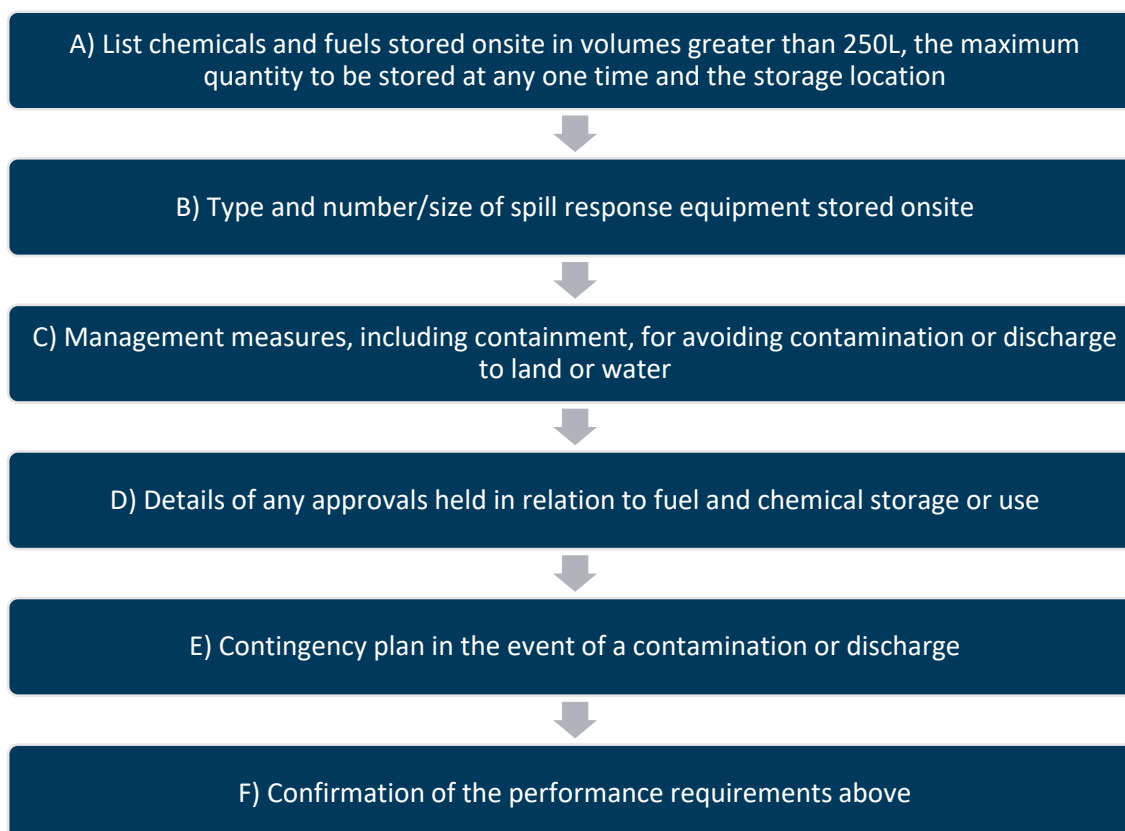 A) List chemicals and fuels stored onsite in volumes greater than 250L, the maximum
quantity to be stored at any one time and the storage location
B) Type and number/size of spill response equipment stored onsite
C) Management measures, including containment, for avoiding contamination or discharge
to land or water
D) Details of any approvals held in relation to fuel and chemical storage or use
E) Contingency plan in the event of a contamination or discharge
F) Confirmation of the performance requirements above